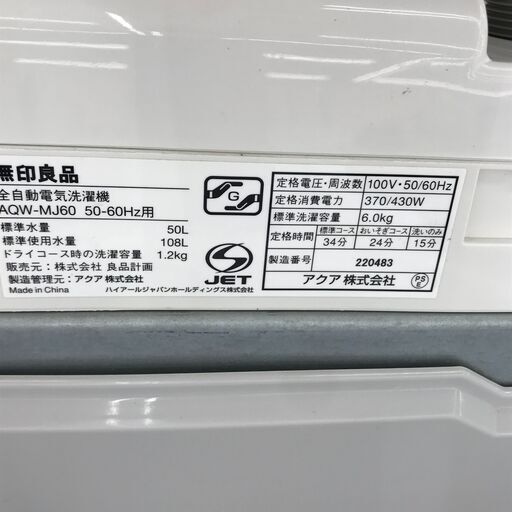 無印良品
全自動電気洗濯機
AQW-MJ60 50-60Hz用
標準水量 50L
標準使用水量 108L
ドライコース時の洗濯容量 1.2kg
販売元：株式会社 良品計画
製造管理元：アクア 株式会社
Made in China ハイアールジャパンホールディングス株式会社
G
S
JET
定格電圧・周波数 100V・50/60Hz
定格消費電力 370/430W
標準洗濯容量 6.0kg
定格時間 標準コース おいそぎコース 洗いのみ
34分 24分 15分
製造番号 220483
アクア 株式会社
PS
E